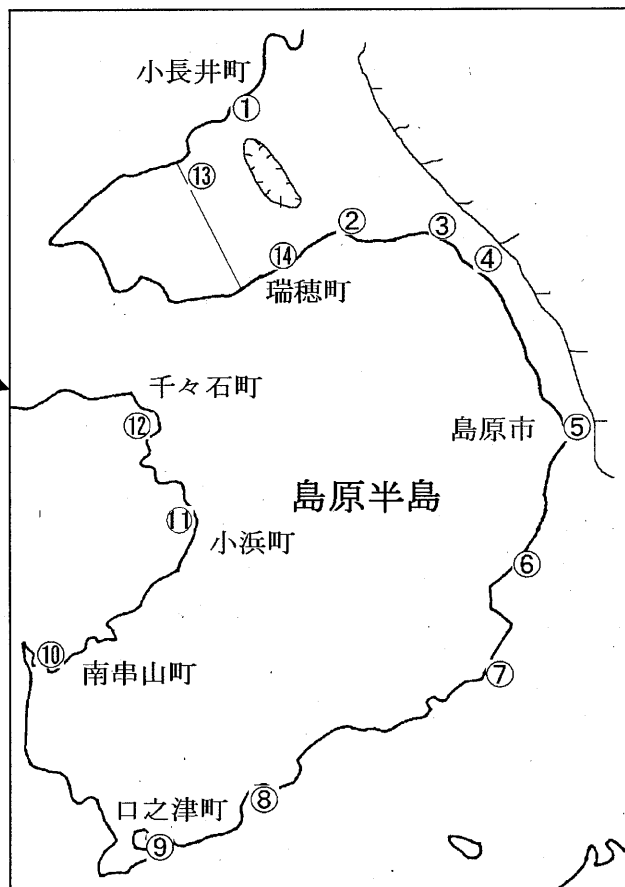 小長井町
①
⑬
②
③
⑭
④
瑞穂町
千々石町
⑫
島原市
⑤
島原半島
⑪
小浜町
⑥
⑩
南串山町
⑦
口之津町
⑧
⑨